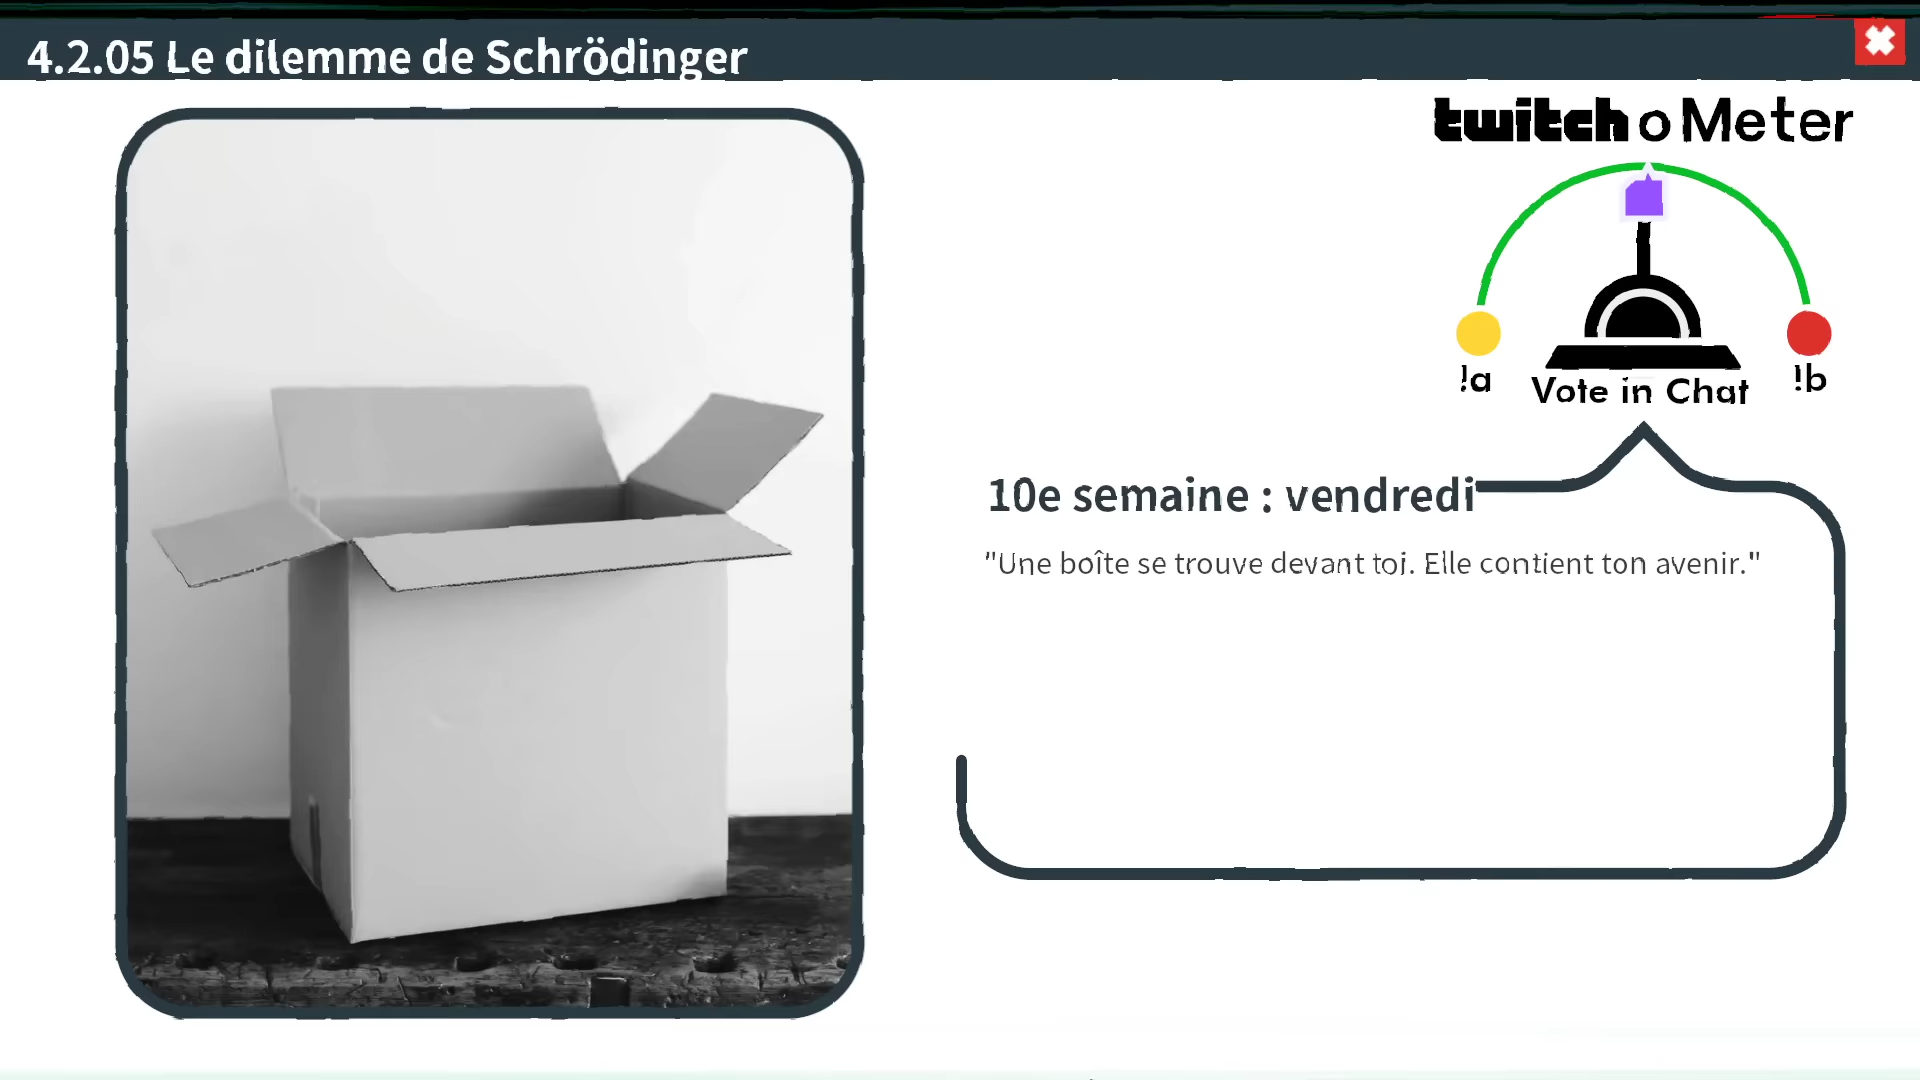 4.2.05 Le dilemme de Schrödinger
twitch o Meter
!a
Vote in Chat
!b
10e semaine : vendredi
"Une boîte se trouve devant toi. Elle contient ton avenir."